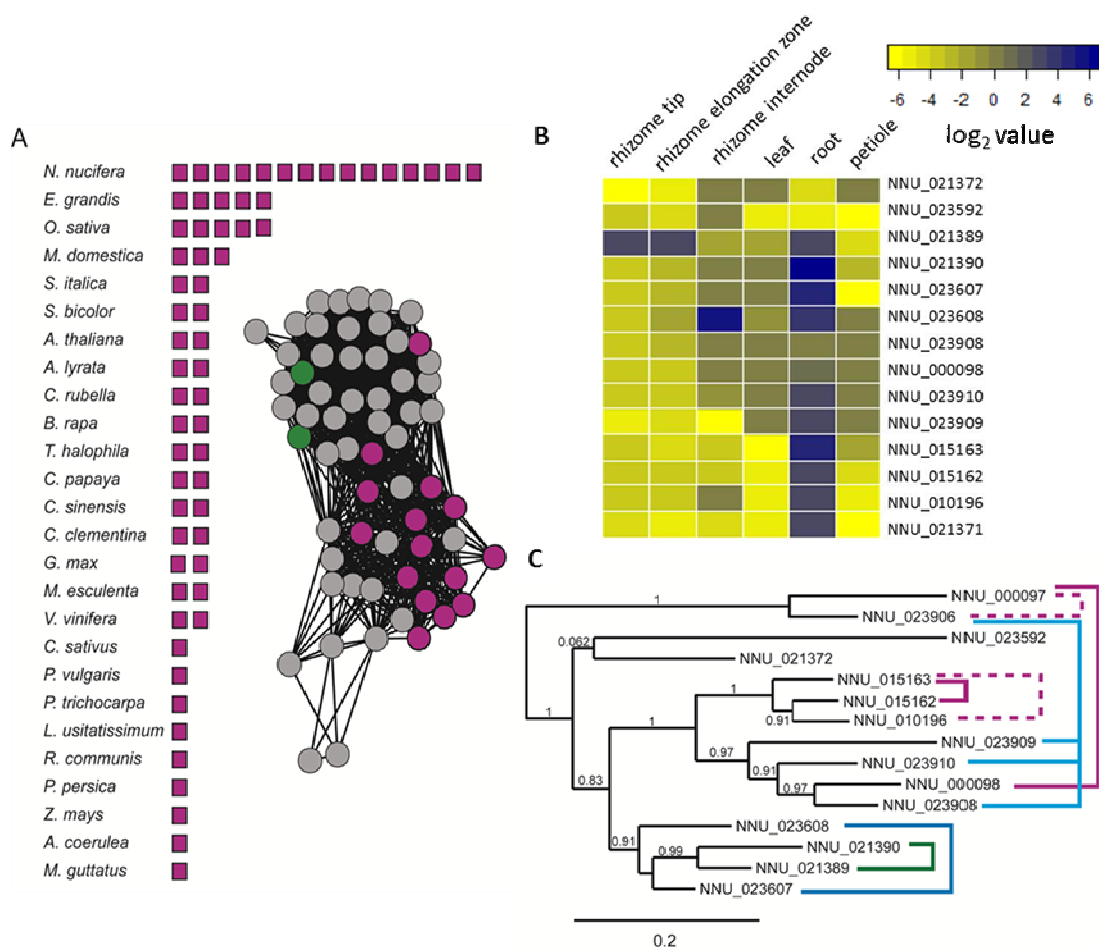 A
N. nucifera
E. grandis
O. sativa
M. domestica
S. italica
S. bicolor
A. thaliana
A. lyrata
C. rubella
B. rapa
T. halophila
C. papaya
C. sinensis
C. clementina
G. max
M. esculenta
V. vinifera
C. sativus
P. vulgaris
P. trichocarpa
L. usitatissimum
R. communis
P. persica
Z. mays
A. coerulea
M. guttatus
B
rhizome tip
rhizome elongation zone
rhizome internode
leaf
root
petiole
-6 -4 -2 0 2 4 6
log2 value
NNU_021372
NNU_023592
NNU_021389
NNU_021390
NNU_023607
NNU_023608
NNU_023908
NNU_000098
NNU_023910
NNU_023909
NNU_015163
NNU_015162
NNU_010196
NNU_021371
C
1
NNU_000097
NNU_023906
0.062
NNU_023592
NNU_021372
1
1
NNU_015163
1
NNU_015162
0.91
NNU_010196
0.97
NNU_023909
0.91
NNU_023910
0.97
NNU_000098
NNU_023908
0.83
0.91
NNU_023608
0.99
NNU_021390
NNU_021389
NNU_023607
0.2